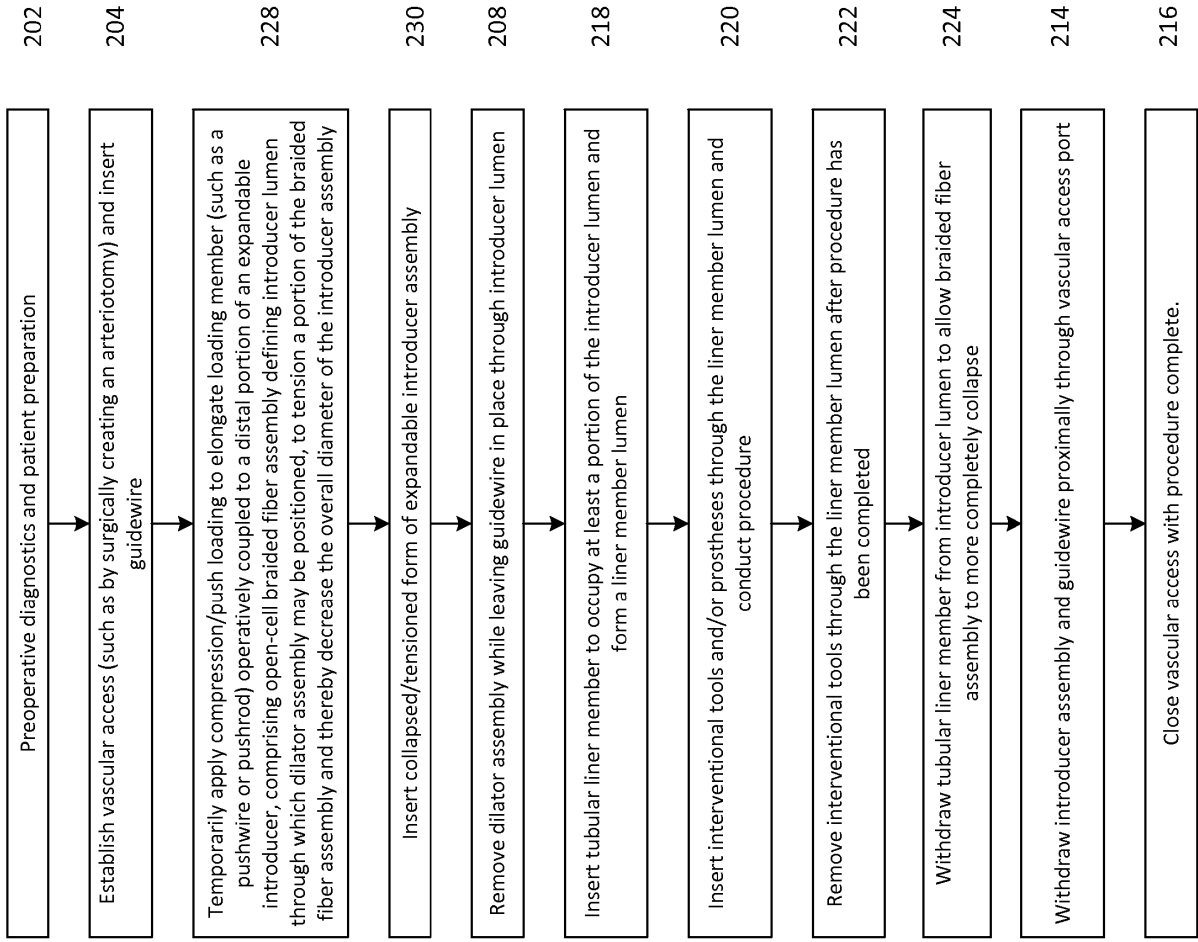 Preoperative diagnostics and patient preparation
202
Establish vascular access (such as by surgically creating an arteriotomy) and insert
guidewire
204
Temporarily apply compression/push loading to elongate loading member (such as a
pushwire or pushrod) operatively coupled to a distal portion of an expandable
introducer, comprising open-cell braided fiber assembly defining introducer lumen
through which dilator assembly may be positioned, to tension a portion of the braided
fiber assembly and thereby decrease the overall diameter of the introducer assembly
228
Insert collapsed/tensioned form of expandable introducer assembly
230
Remove dilator assembly while leaving guidewire in place through introducer lumen
208
Insert tubular liner member to occupy at least a portion of the introducer lumen and
form a liner member lumen
218
Insert interventional tools and/or prostheses through the liner member lumen and
conduct procedure
220
Remove interventional tools through the liner member lumen after procedure has
been completed
222
Withdraw tubular liner member from introducer lumen to allow braided fiber
assembly to more completely collapse
224
Withdraw introducer assembly and guidewire proximally through vascular access port
214
Close vascular access with procedure complete.
216